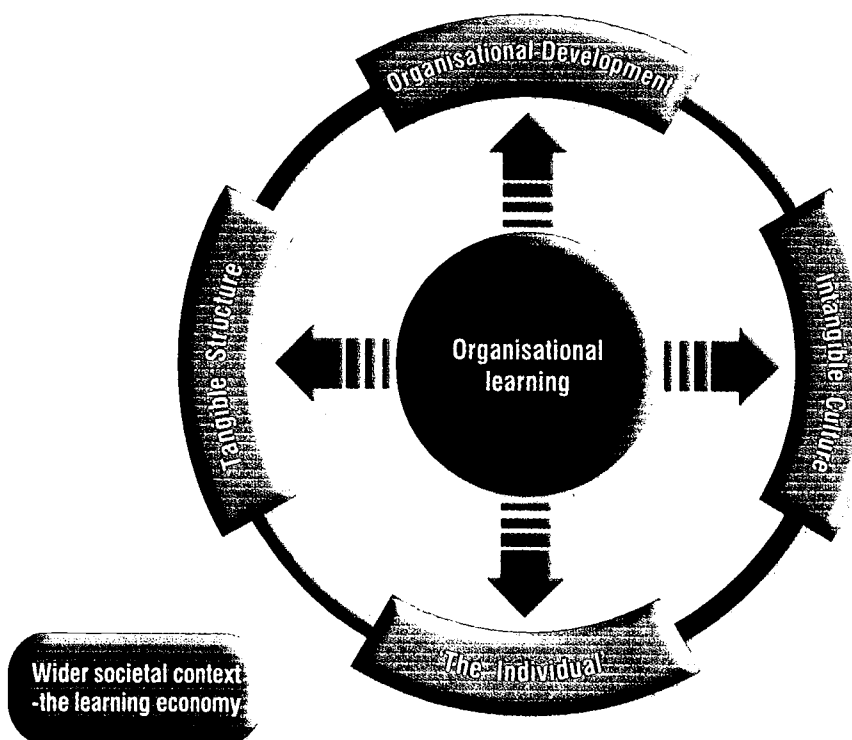 Organisational Development
Tangible Structure
Organisational
learning
Intangible Culture
The Individual
Wider societal context
-the learning economy